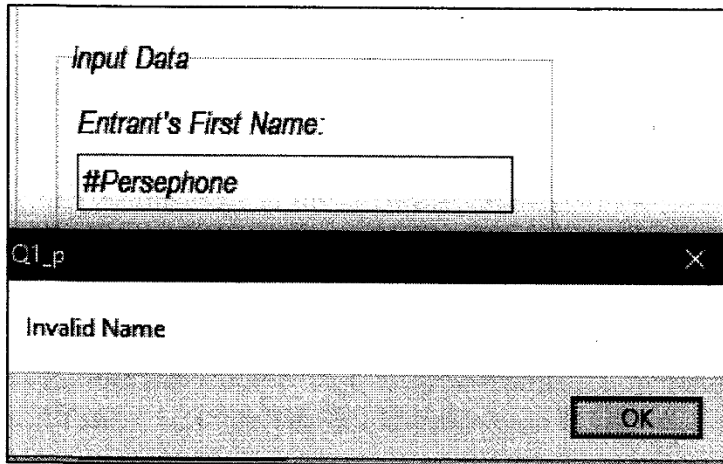 Input Data
Entrant's First Name:
#Persephone
Q1_p
Invalid Name
OK